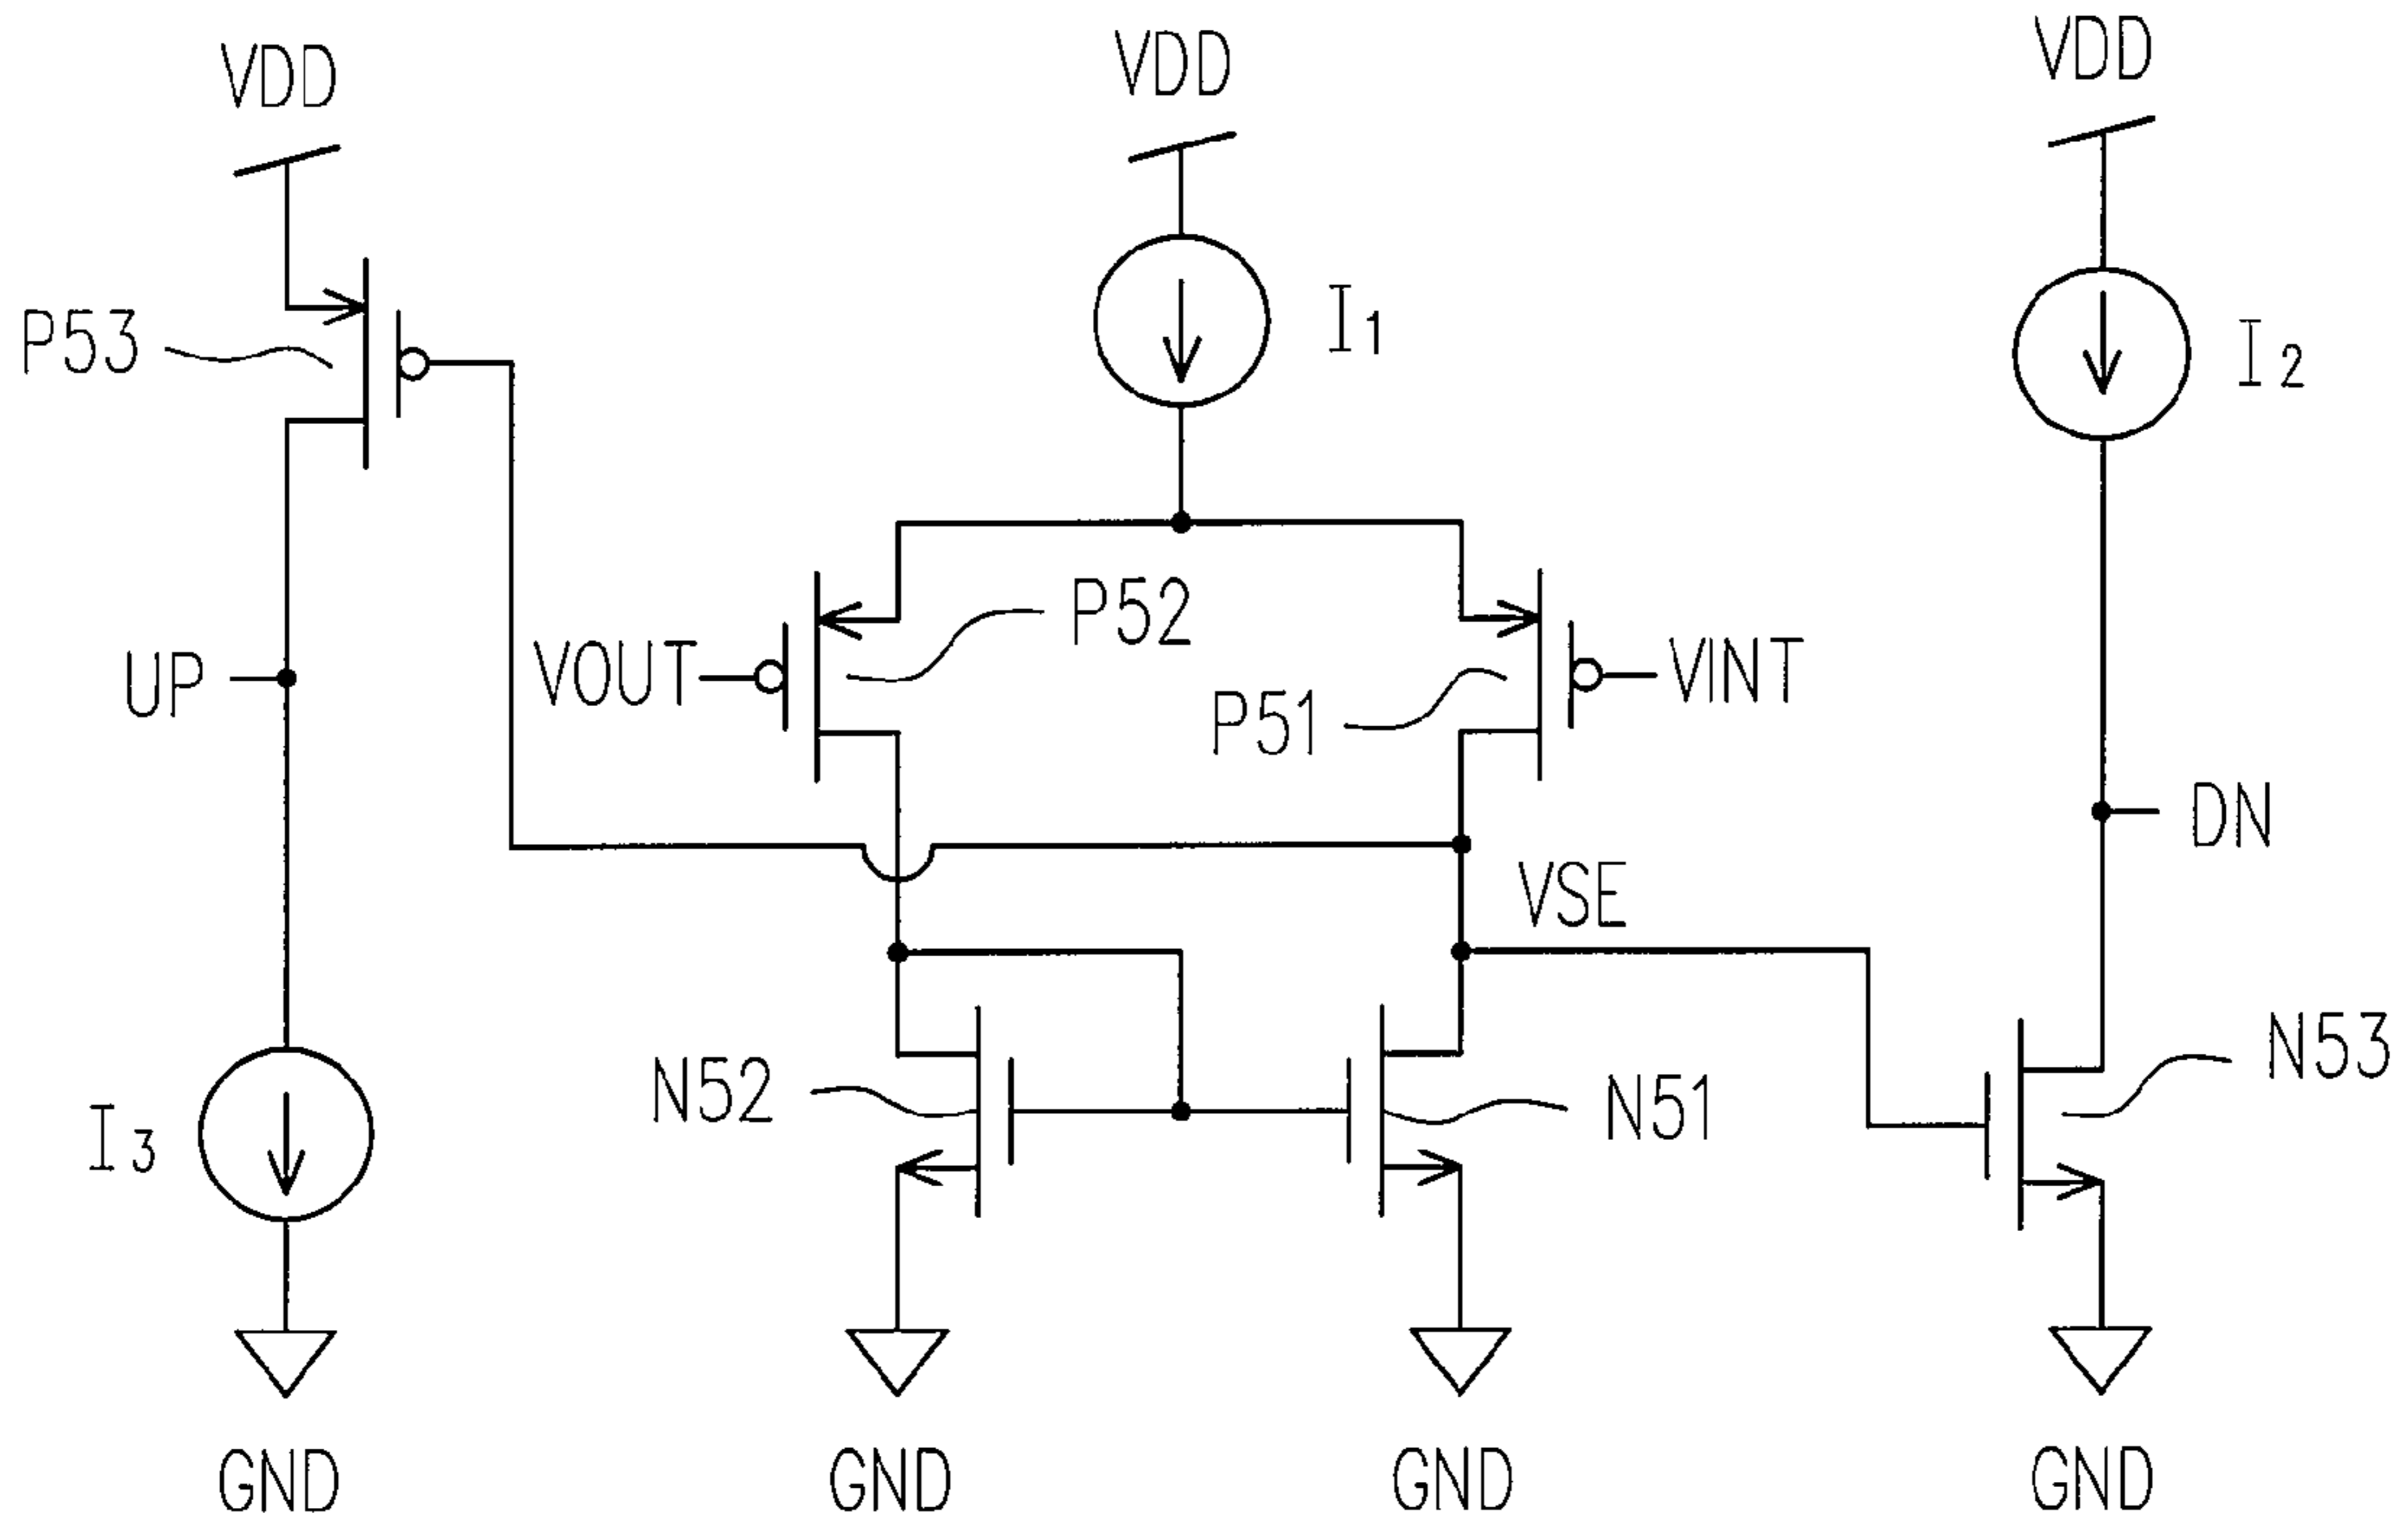 VDD
VDD
VDD
P53
I1
I2
P52
UP
VOUT
P51
VINT
DN
VSE
N52
N51
N53
I3
GND
GND
GND
GND